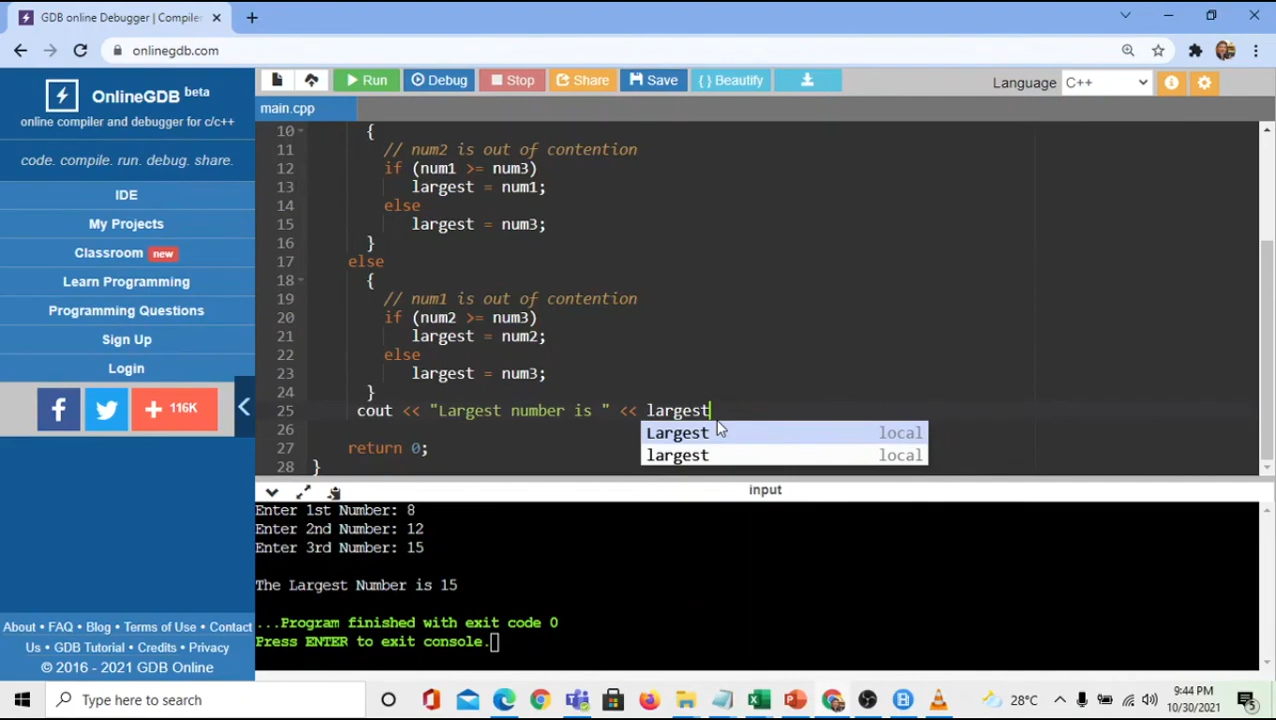 GDB online Debugger | Compiler
onlinegdb.com
OnlineGDB beta
online compiler and debugger for c/c++
code. compile. run. debug. share.
IDE
My Projects
Classroom new
Learn Programming
Programming Questions
Sign Up
Login
116K
About • FAQ • Blog • Terms of Use • Contact
Us • GDB Tutorial • Credits • Privacy
© 2016 - 2021 GDB Online
Run Debug Stop Share Save { } Beautify
Language C++
main.cpp
10 {
11 // num2 is out of contention
12 if (num1 >= num3)
13 largest = num1;
14 else
15 largest = num3;
16 }
17 else
18 {
19 // num1 is out of contention
20 if (num2 >= num3)
21 largest = num2;
22 else
23 largest = num3;
24 }
25 cout << "Largest number is " << largest
26
27 return 0;
28 }
Largest local
largest local
input
Enter 1st Number: 8
Enter 2nd Number: 12
Enter 3rd Number: 15
The Largest Number is 15
...Program finished with exit code 0
Press ENTER to exit console.
Type here to search
28°C
9:44 PM
10/30/2021
5